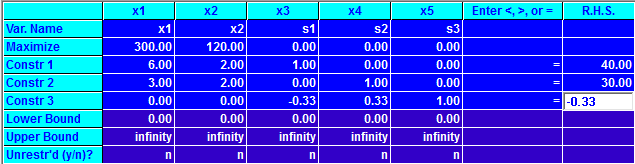 x1 x2 x3 x4 x5 Enter <, >, or = R.H.S.
Var. Name x1 x2 s1 s2 s3
Maximize 300.00 120.00 0.00 0.00 0.00
Constr 1 6.00 2.00 1.00 0.00 0.00 = 40.00
Constr 2 3.00 2.00 0.00 1.00 0.00 = 30.00
Constr 3 0.00 0.00 -0.33 0.33 1.00 = -0.33
Lower Bound 0.00 0.00 0.00 0.00 0.00
Upper Bound infinity infinity infinity infinity infinity
Unrestr'd (y/n)? n n n n n